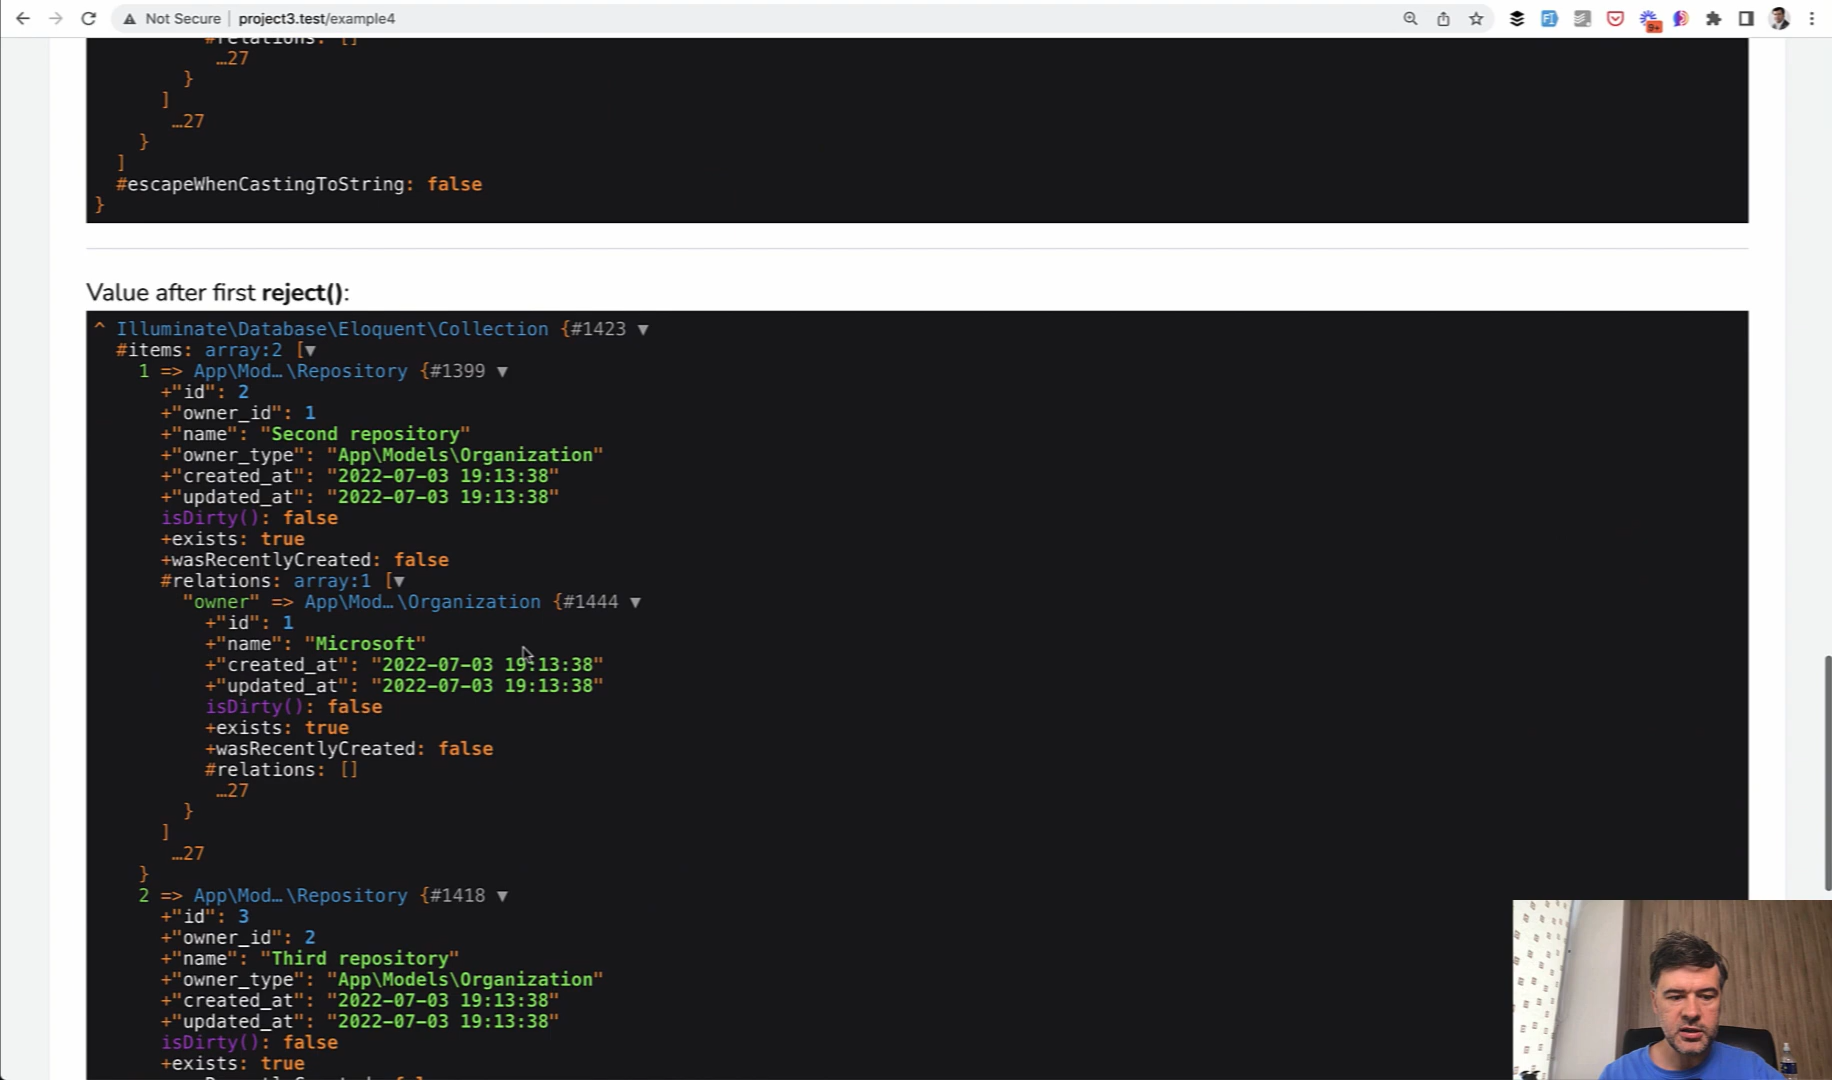 Not Secure project3.test/example4
9+
#relations: []
…27
}
]
…27
}
]
#escapeWhenCastingToString: false
}
Value after first reject():
^ Illuminate\Database\Eloquent\Collection {#1423 ▼
#items: array:2 [▼
1 => App\Mod…\Repository {#1399 ▼
+"id": 2
+"owner_id": 1
+"name": "Second repository"
+"owner_type": "App\Models\Organization"
+"created_at": "2022-07-03 19:13:38"
+"updated_at": "2022-07-03 19:13:38"
isDirty(): false
+exists: true
+wasRecentlyCreated: false
#relations: array:1 [▼
"owner" => App\Mod…\Organization {#1444 ▼
+"id": 1
+"name": "Microsoft"
+"created_at": "2022-07-03 19:13:38"
+"updated_at": "2022-07-03 19:13:38"
isDirty(): false
+exists: true
+wasRecentlyCreated: false
#relations: []
…27
}
]
…27
}
2 => App\Mod…\Repository {#1418 ▼
+"id": 3
+"owner_id": 2
+"name": "Third repository"
+"owner_type": "App\Models\Organization"
+"created_at": "2022-07-03 19:13:38"
+"updated_at": "2022-07-03 19:13:38"
isDirty(): false
+exists: true